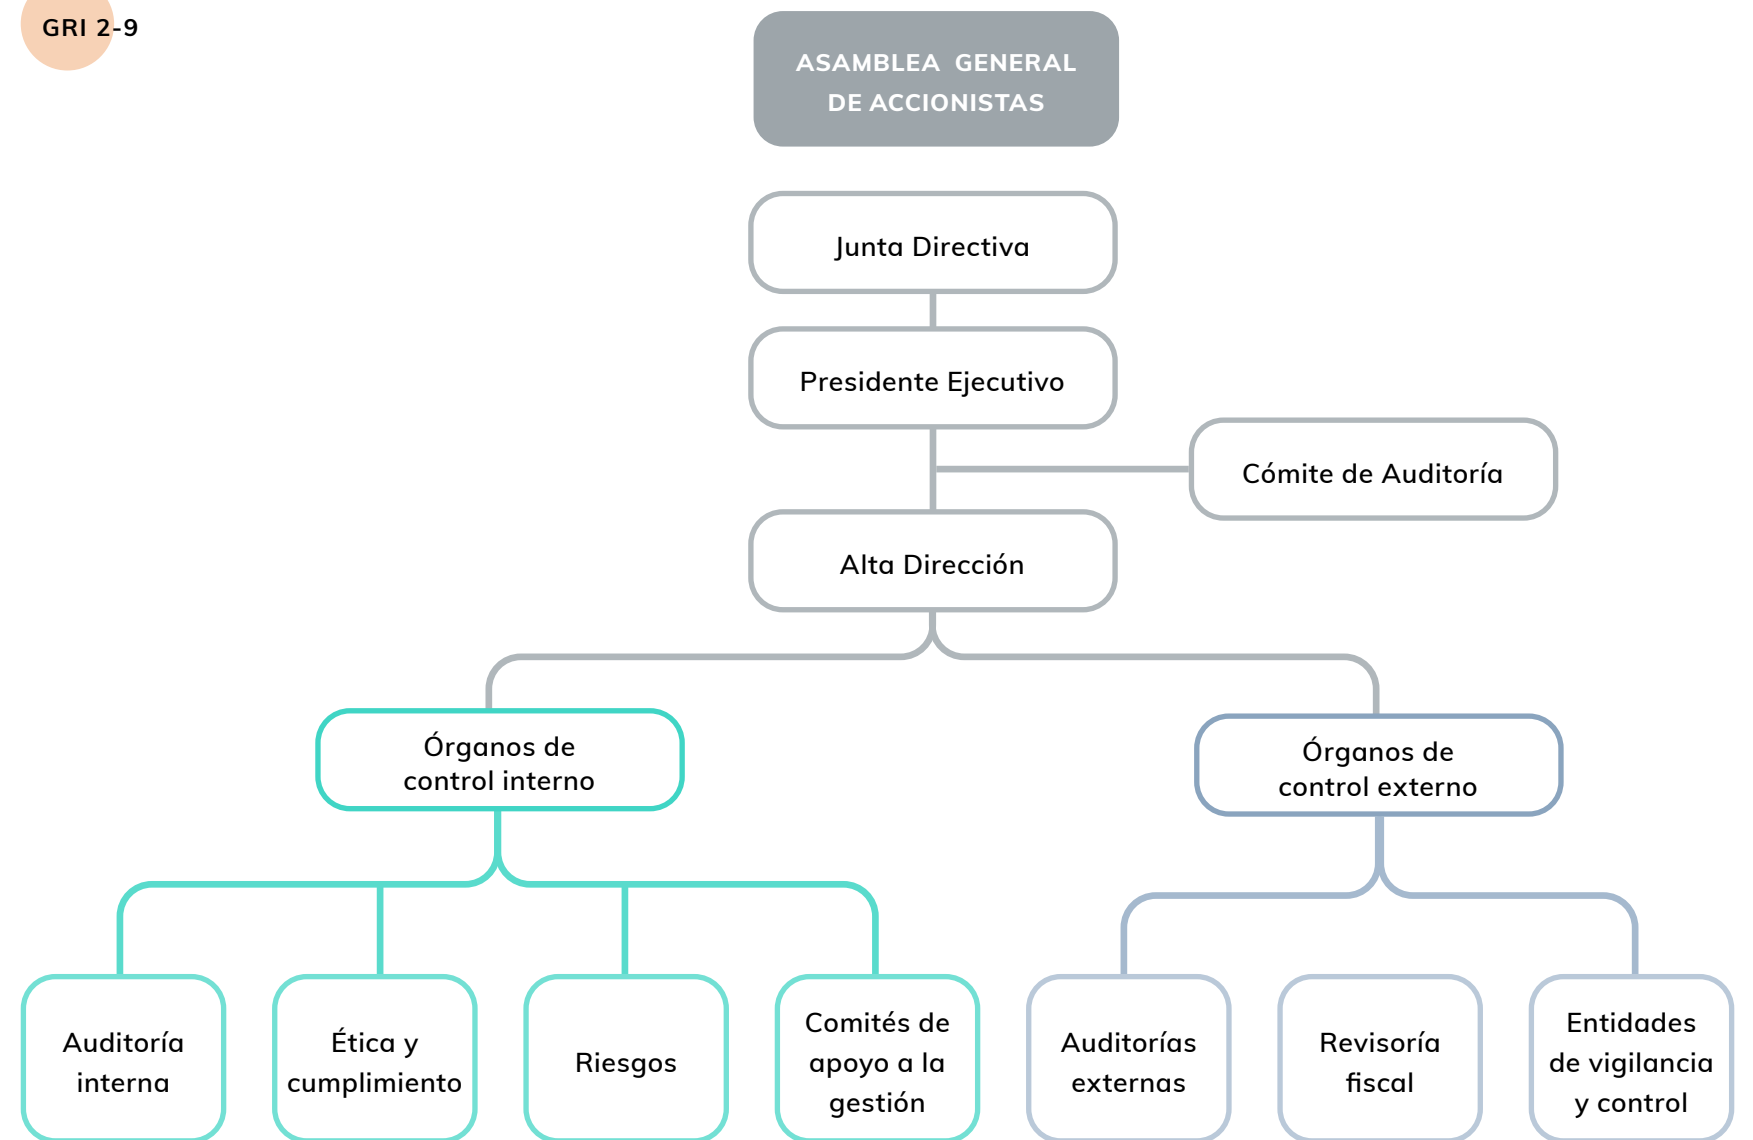 GRI 2-9
ASAMBLEA GENERAL
DE ACCIONISTAS
Junta Directiva
Presidente Ejecutivo
Cómite de Auditoría
Alta Dirección
Órganos de
control interno
Órganos de
control externo
Auditoría
interna
Ética y
cumplimiento
Riesgos
Comités de
apoyo a la
gestión
Auditorías
externas
Revisoría
fiscal
Entidades
de vigilancia
y control